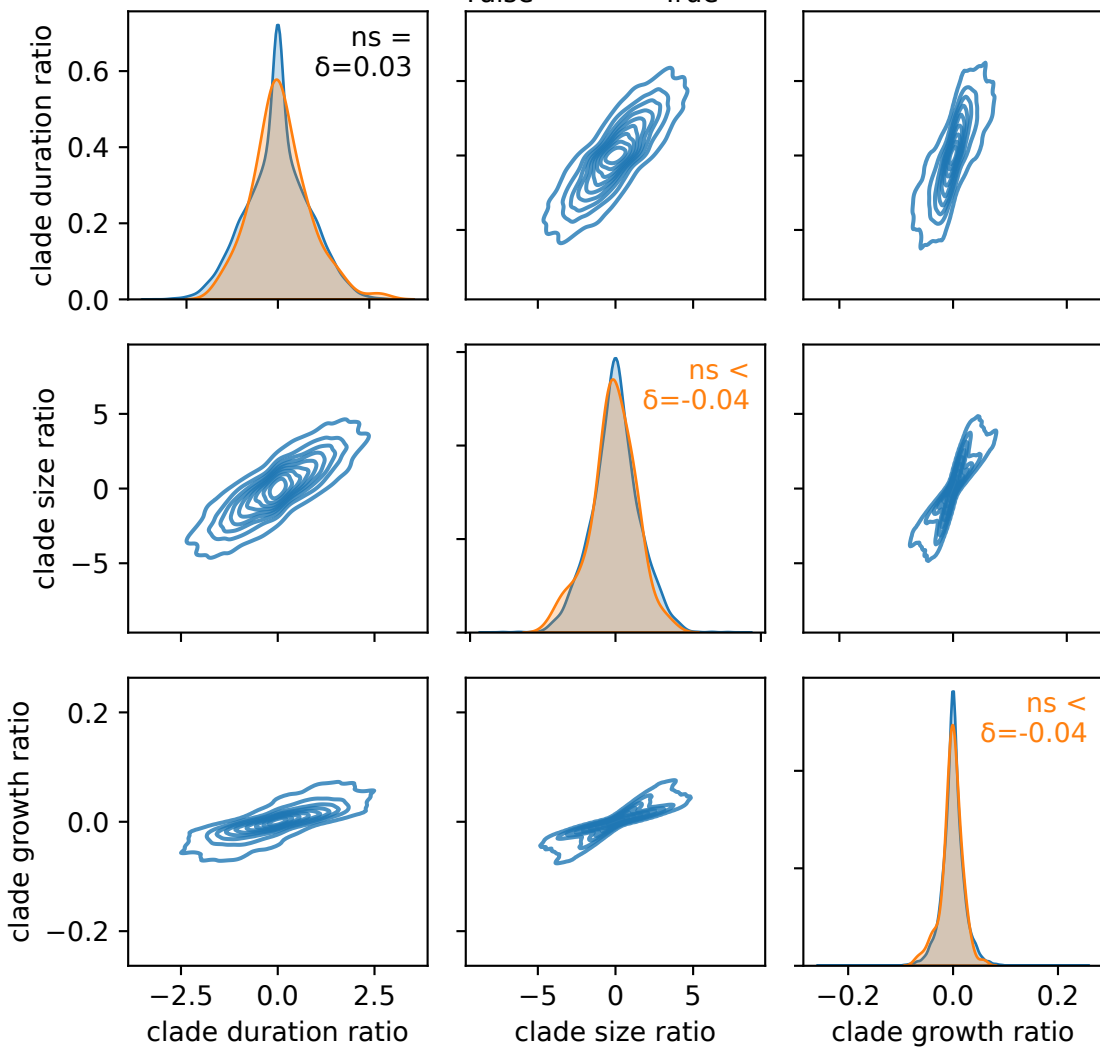 True
clade duration ratio
0.6
0.4
0.2
0.0
ns =
δ=0.03
clade size ratio
5
0
−5
ns <
δ=-0.04
clade growth ratio
0.2
0.0
−0.2
ns <
δ=-0.04
−2.5 0.0 2.5
−5 0 5
−0.2 0.0 0.2
clade duration ratio
clade size ratio
clade growth ratio